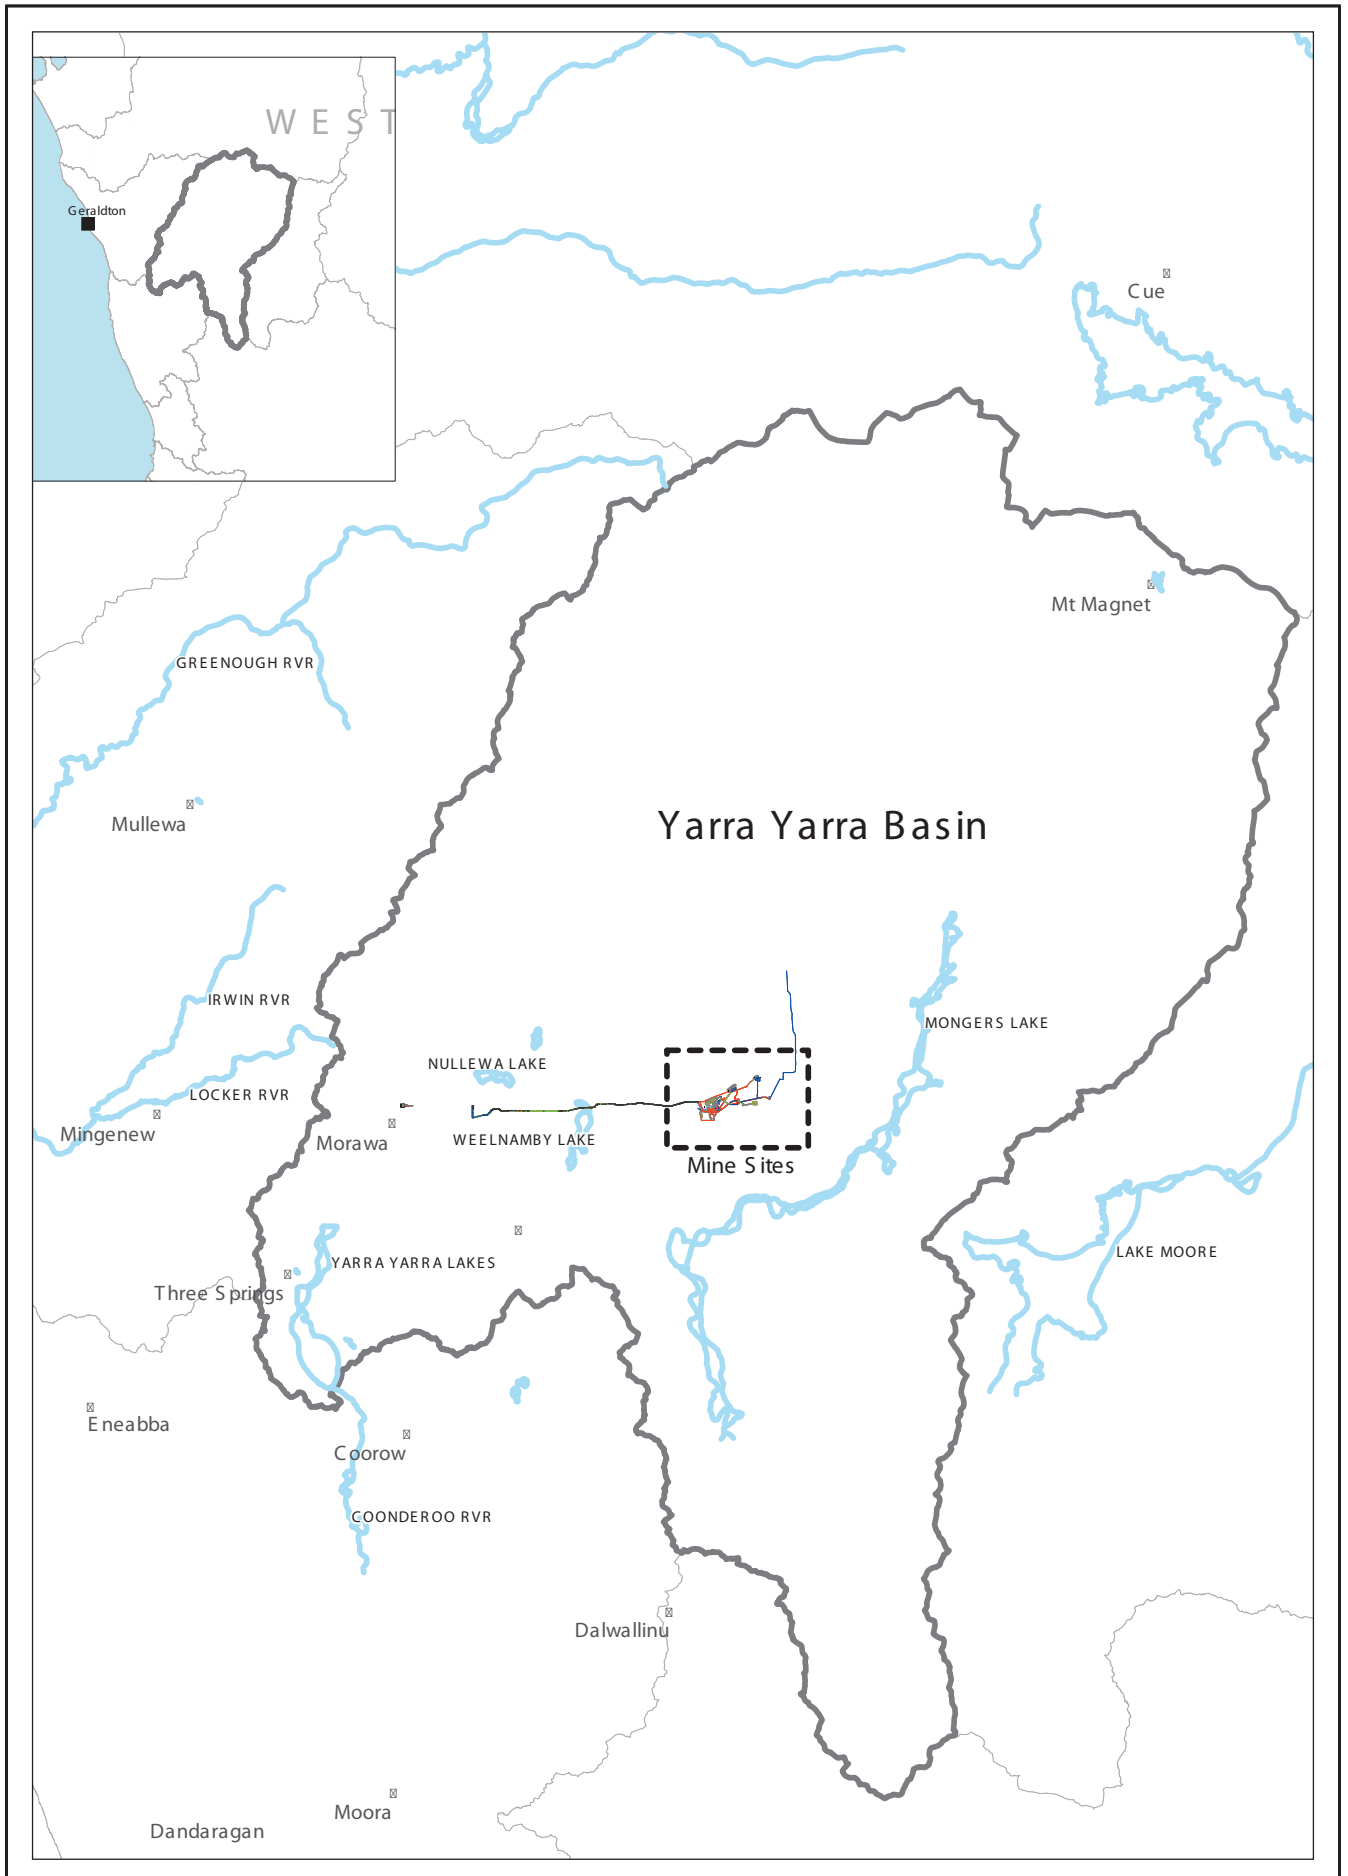 WEST
Geraldton
Cue
Mt Magnet
GREENOUGH RVR
Mullewa
Yarra Yarra Basin
IRWIN RVR
MONGERS LAKE
NULLEWA LAKE
LOCKER RVR
Mingenew
Morawa
WEELNAMBY LAKE
Mine Sites
LAKE MOORE
YARRA YARRA LAKES
Three Springs
Eneabba
Coorow
COONDEROO RVR
Dalwallinu
Moora
Dandaragan